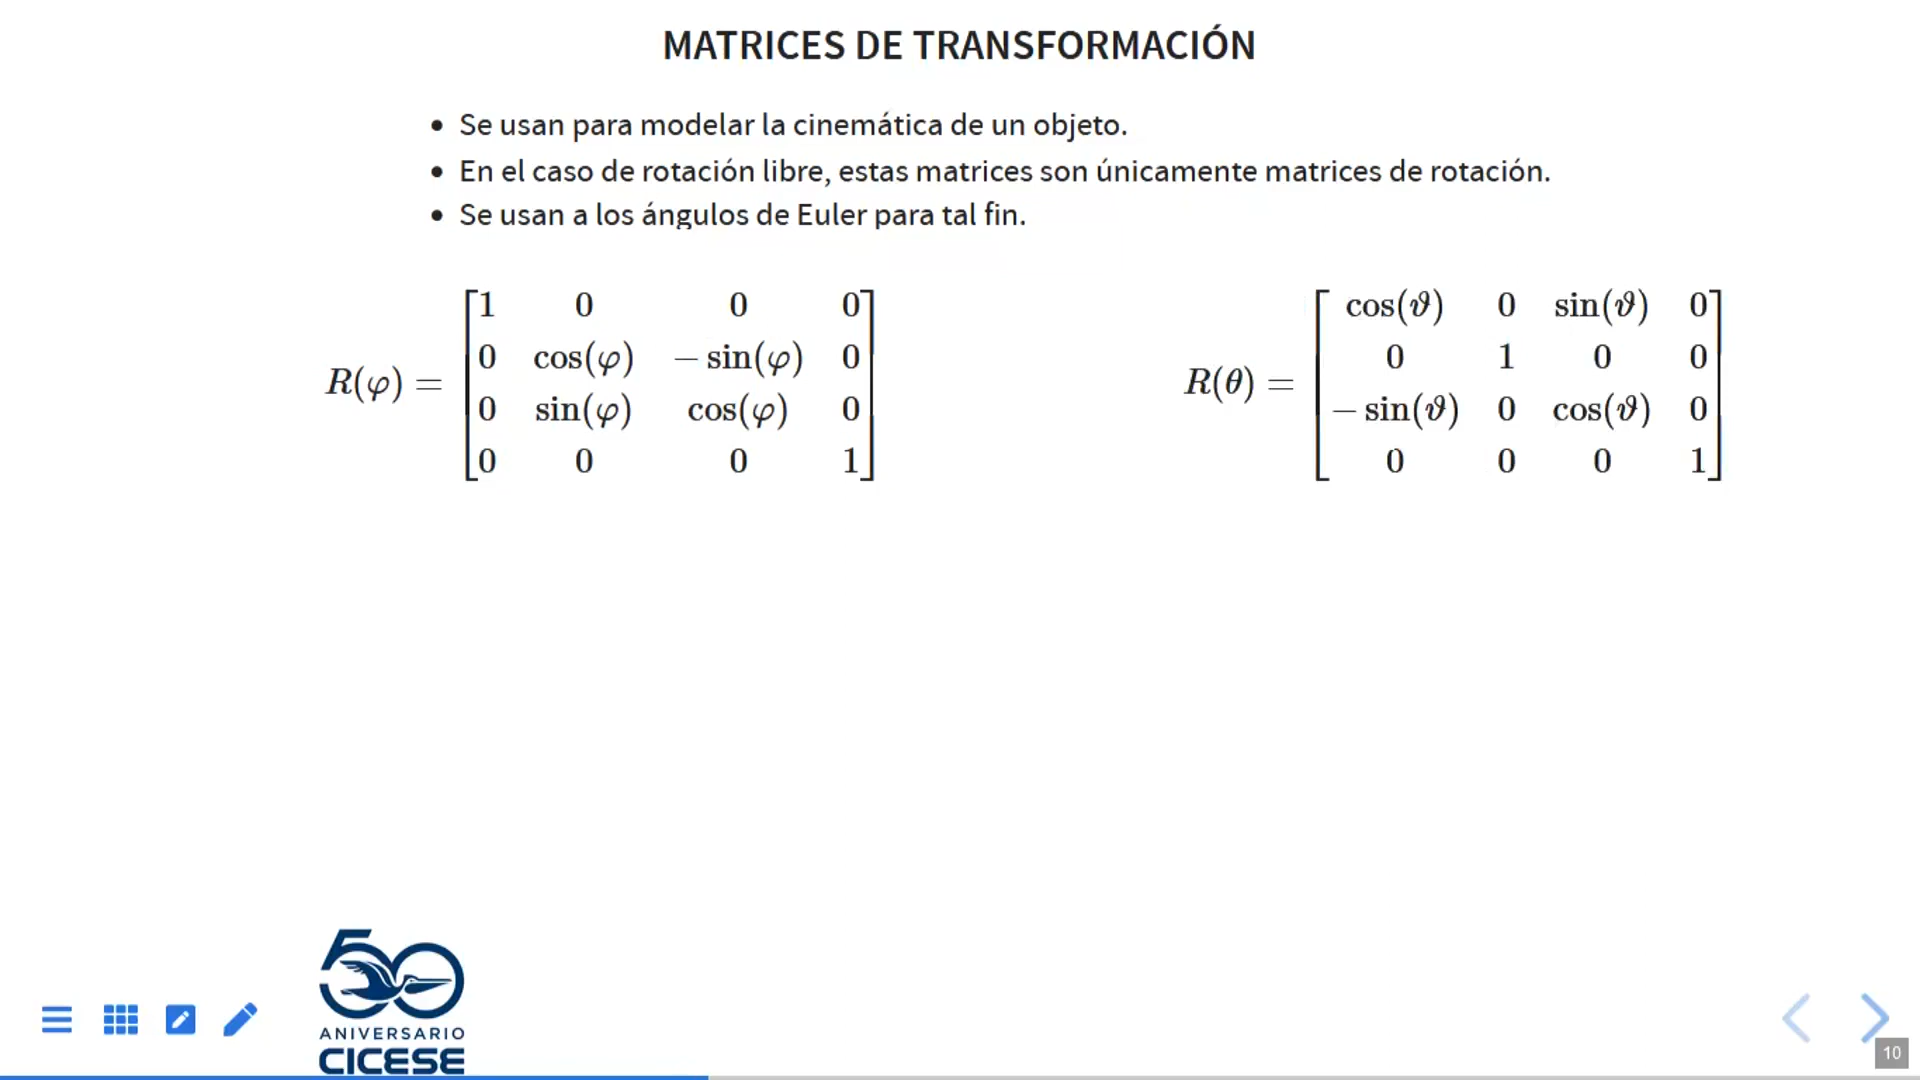 MATRICES DE TRANSFORMACIÓN
• Se usan para modelar la cinemática de un objeto.
• En el caso de rotación libre, estas matrices son únicamente matrices de rotación.
• Se usan a los ángulos de Euler para tal fin.
R(φ) =
1 0 0 0
0 cos(φ) − sin(φ) 0
0 sin(φ) cos(φ) 0
0 0 0 1
R(θ) =
cos(ϑ) 0 sin(ϑ) 0
0 1 0 0
− sin(ϑ) 0 cos(ϑ) 0
0 0 0 1
50
ANIVERSARIO
CICESE
10